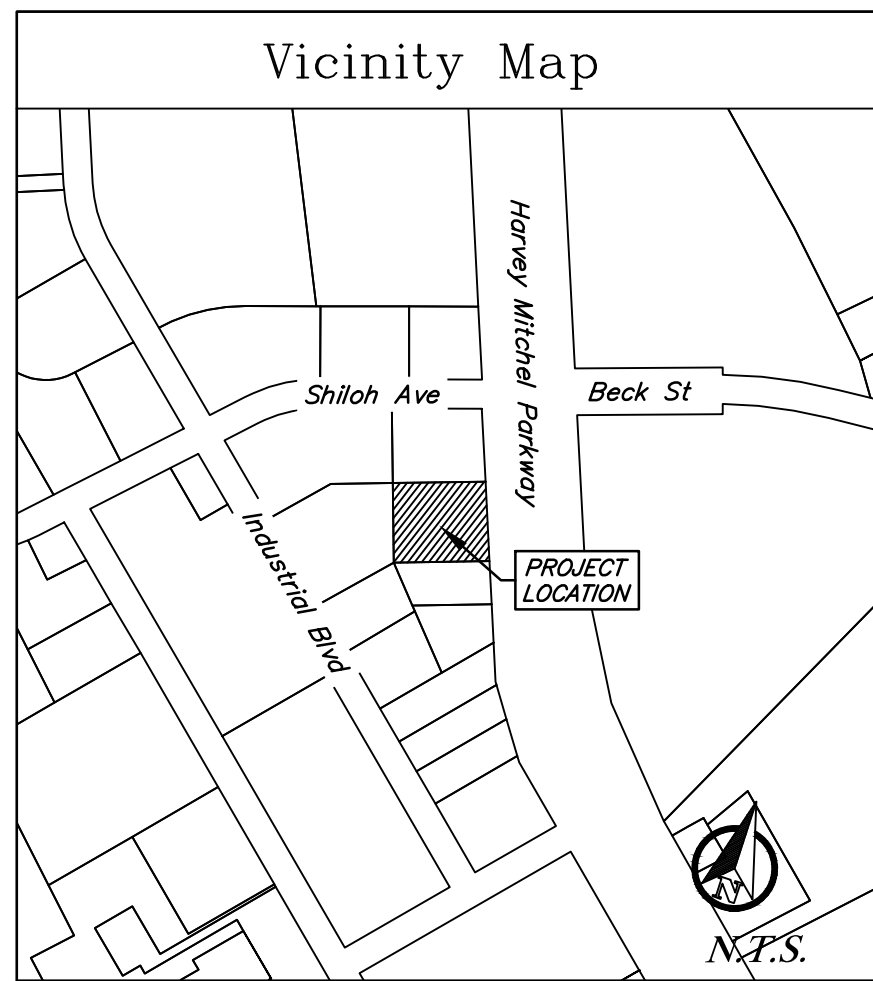 Vicinity Map
Harvey Mitchel Parkway
Shiloh Ave
Beck St
Industrial Blvd
PROJECT
LOCATION
N
N.T.S.